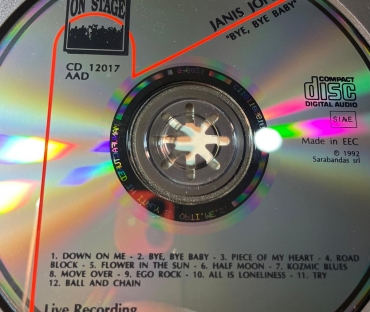 ON STAGE
CD 12017
AAD
JANIS JO
"BYE, BYE BABY"
COMPACT
disc
DIGITAL AUDIO
SIAE
Made in EEC
℗ 1992
Sarabandas srl
1. DOWN ON ME - 2. BYE, BYE BABY - 3. PIECE OF MY HEART - 4. ROAD
BLOCK - 5. FLOWER IN THE SUN - 6. HALF MOON - 7. KOZMIC BLUES
8. MOVE OVER - 9. EGO ROCK - 10. ALL IS LONELINESS - 11. TRY
12. BALL AND CHAIN
Live Recording